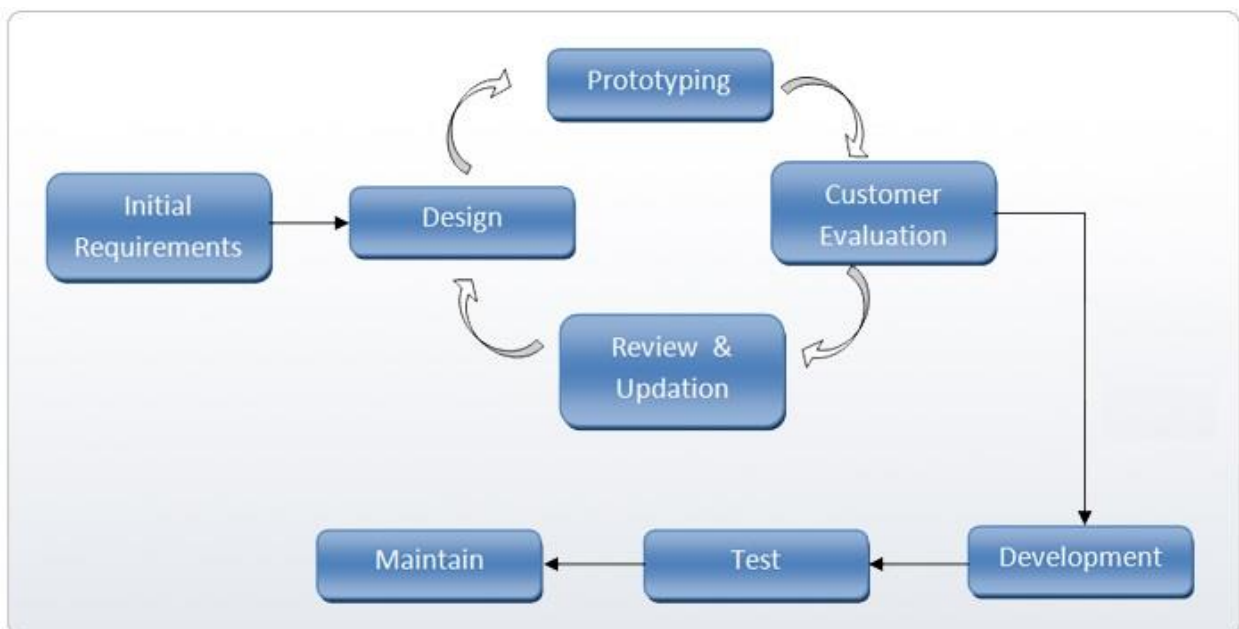 Prototyping
Initial
Requirements
Design
Customer
Evaluation
Review &
Updation
Maintain
Test
Development